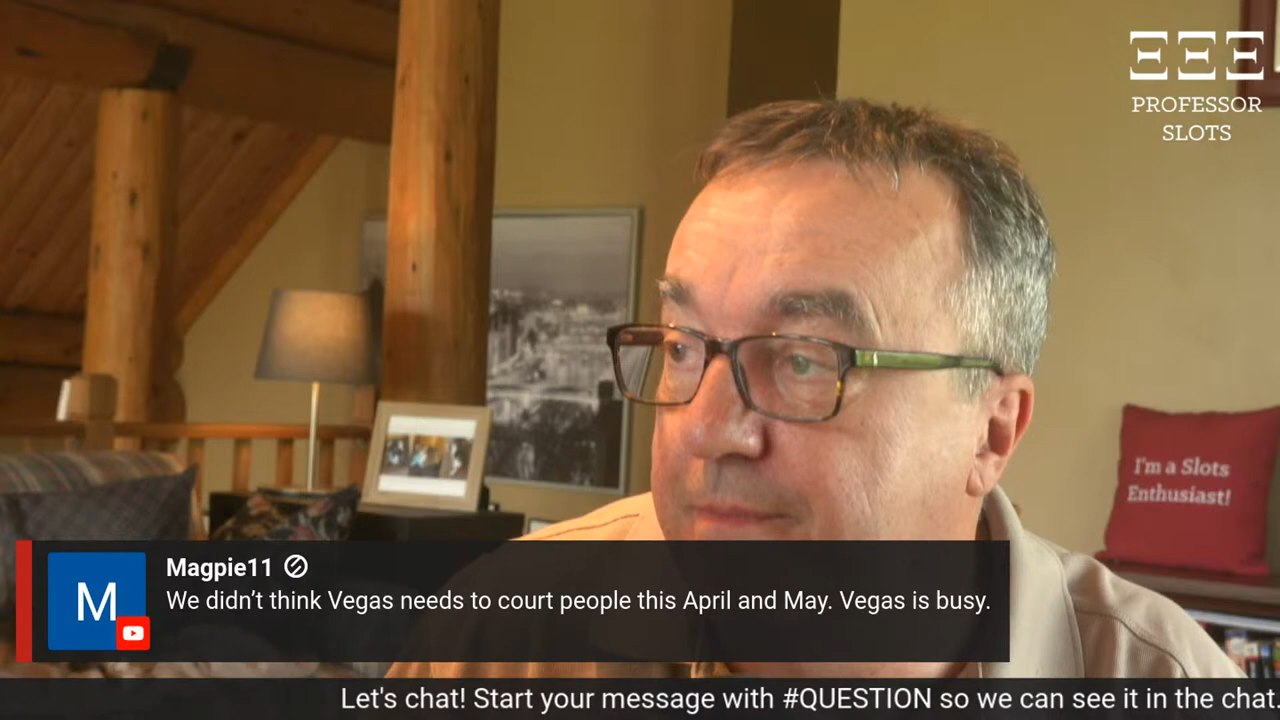 PROFESSOR
SLOTS
I'm a Slots
Enthusiast!
Magpie11
M
We didn't think Vegas needs to court people this April and May. Vegas is busy.
Let's chat! Start your message with #QUESTION so we can see it in the chat.